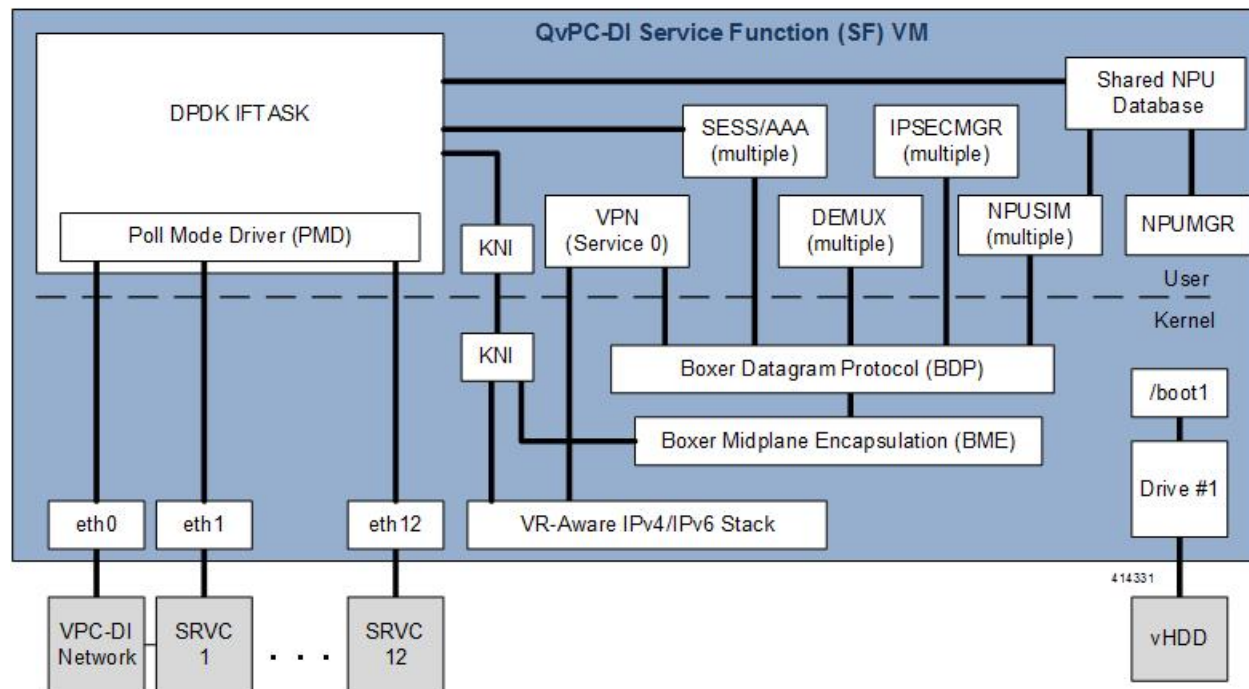 QvPC-DI Service Function (SF) VM
DPDK IFTASK
Shared NPU
Database
SESS/AAA
(multiple)
IPSECMGR
(multiple)
VPN
(Service 0)
DEMUX
(multiple)
NPUSIM
(multiple)
NPUMGR
Poll Mode Driver (PMD)
KNI
User
Kernel
KNI
Boxer Datagram Protocol (BDP)
/boot1
Boxer Midplane Encapsulation (BME)
Drive #1
eth0
eth1
eth12
VR-Aware IPv4/IPv6 Stack
414331
VPC-DI
Network
SRVC
1
. . .
SRVC
12
vHDD